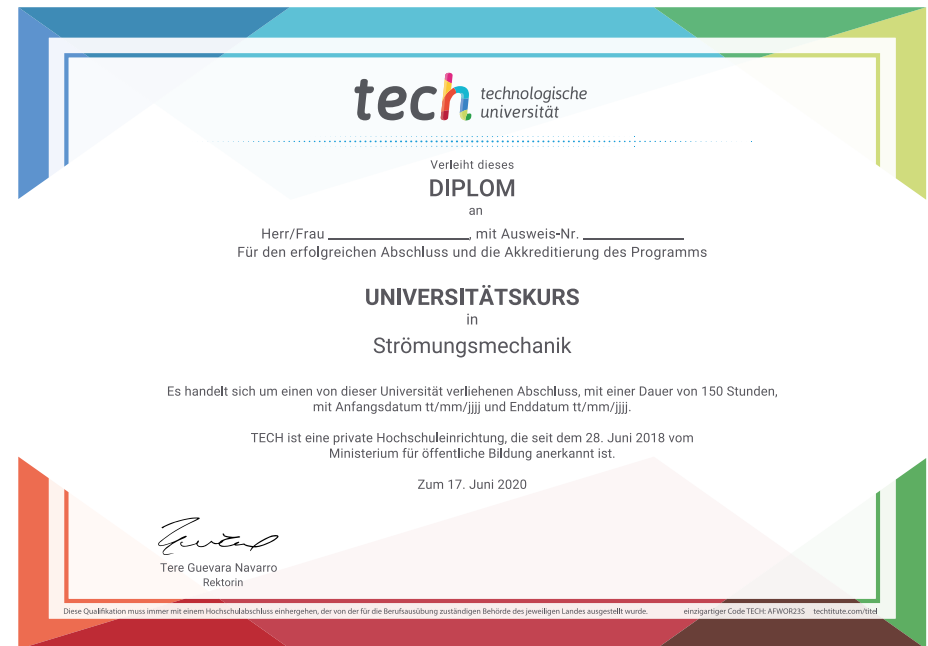 tech technologische
universität
Verleiht dieses
DIPLOM
an
Herr/Frau ____________________, mit Ausweis-Nr. ______________
Für den erfolgreichen Abschluss und die Akkreditierung des Programms
UNIVERSITÄTSKURS
in
Strömungsmechanik
Es handelt sich um einen von dieser Universität verliehenen Abschluss, mit einer Dauer von 150 Stunden,
mit Anfangsdatum tt/mm/jjjj und Enddatum tt/mm/jjjj.
TECH ist eine private Hochschuleinrichtung, die seit dem 28. Juni 2018 vom
Ministerium für öffentliche Bildung anerkannt ist.
Zum 17. Juni 2020
Tere Guevara Navarro
Rektorin
Diese Qualifikation muss immer mit einem Hochschulabschluss einhergehen, der von der für die Berufsausübung zuständigen Behörde des jeweiligen Landes ausgestellt wurde. einzigartiger Code TECH: AFWOR23S techtitute.com/titel